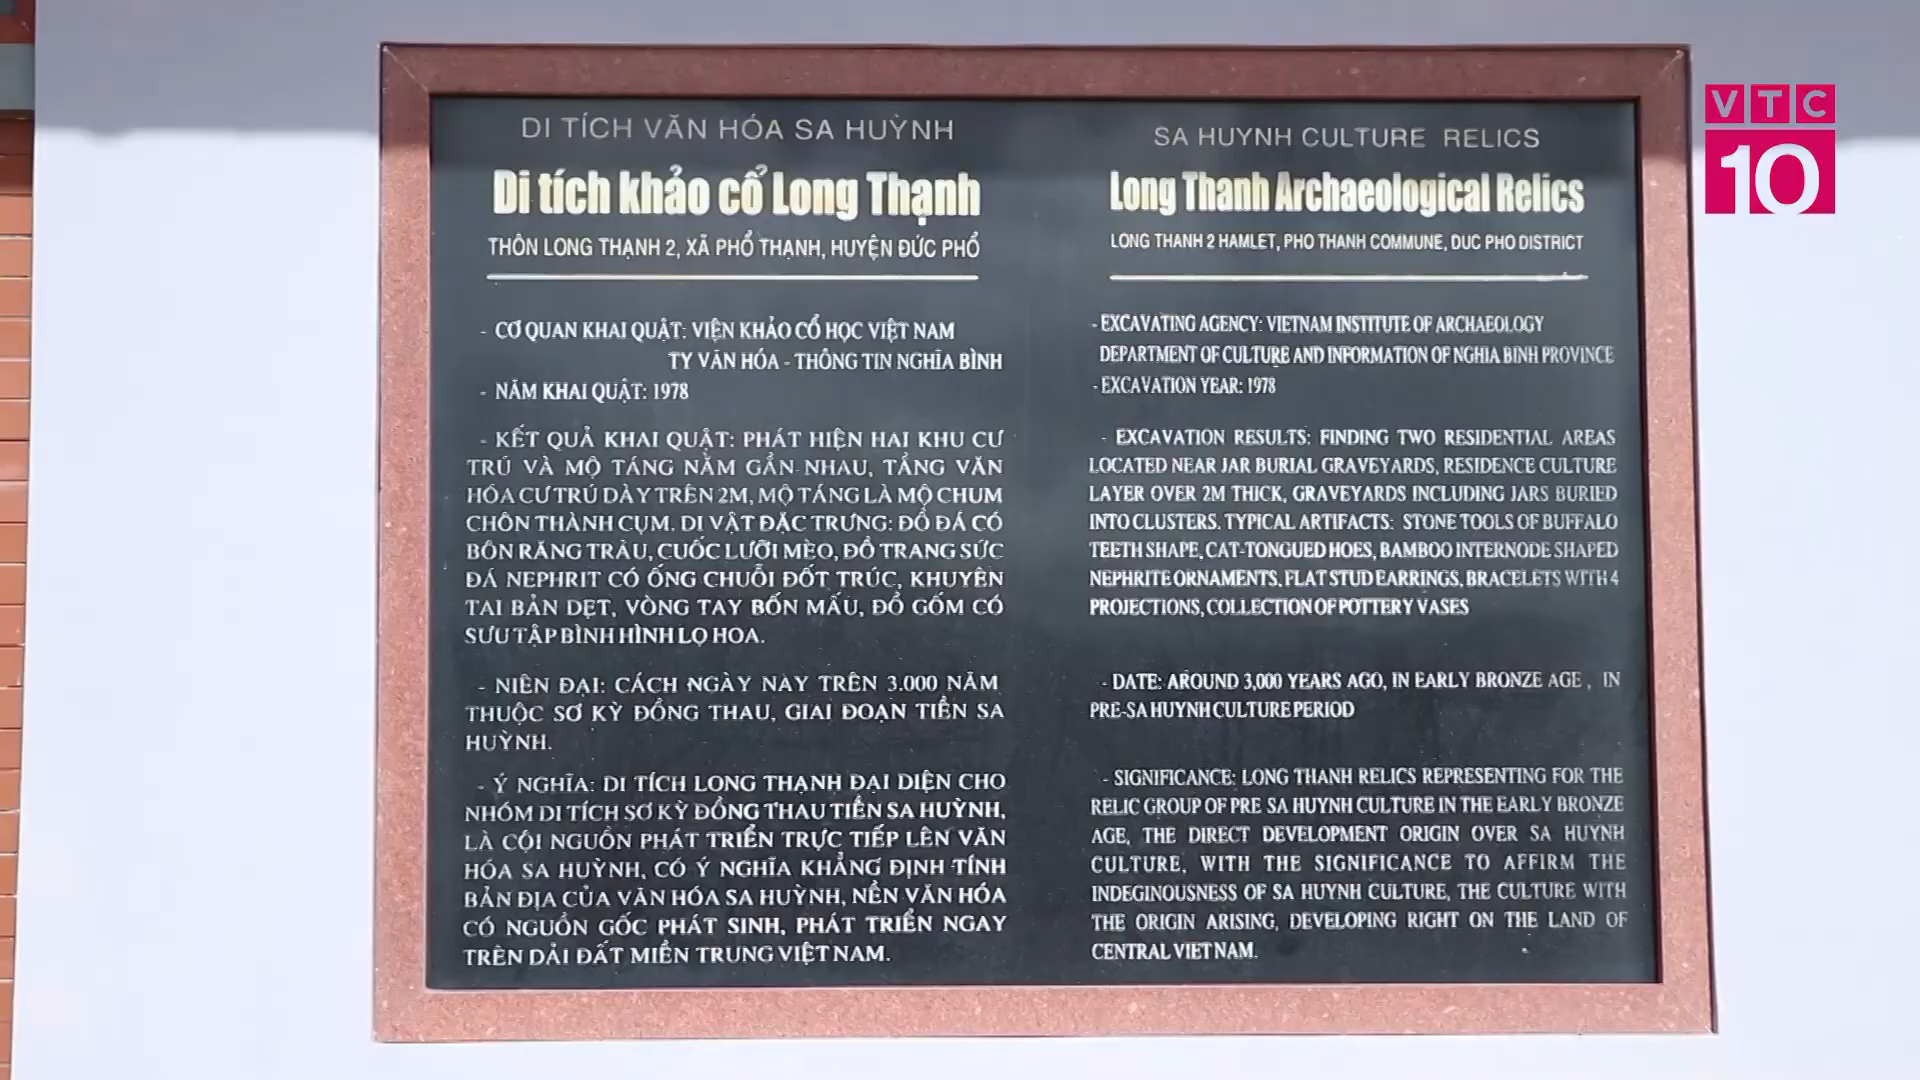 DI TÍCH VĂN HÓA SA HUỲNH
Di tích khảo cổ Long Thạnh
THÔN LONG THẠNH 2, XÃ PHỔ THẠNH, HUYỆN ĐỨC PHỔ
- CƠ QUAN KHAI QUẬT: VIỆN KHẢO CỔ HỌC VIỆT NAM
TY VĂN HÓA - THÔNG TIN NGHĨA BÌNH
- NĂM KHAI QUẬT: 1978
- KẾT QUẢ KHAI QUẬT: PHÁT HIỆN HAI KHU CƯ
TRÚ VÀ MỘ TÁNG NẰM GẦN NHAU, TẦNG VĂN
HÓA CƯ TRÚ DÀY TRÊN 2M, MỘ TÁNG LÀ MỘ CHUM
CHÔN THÀNH CỤM. DI VẬT ĐẶC TRƯNG: ĐỒ ĐÁ CÓ
BÔN RĂNG TRÂU, CUỐC LƯỠI MÈO, ĐỒ TRANG SỨC
ĐÁ NEPHRIT CÓ ỐNG CHUỖI ĐỐT TRÚC, KHUYÊN
TAI BẢN DẸT, VÒNG TAY BỐN MẤU, ĐỒ GỐM CÓ
SƯU TẬP BÌNH HÌNH LỌ HOA.
- NIÊN ĐẠI: CÁCH NGÀY NAY TRÊN 3.000 NĂM
THUỘC SƠ KỲ ĐỒNG THAU, GIAI ĐOẠN TIỀN SA
HUỲNH.
- Ý NGHĨA: DI TÍCH LONG THẠNH ĐẠI DIỆN CHO
NHÓM DI TÍCH SƠ KỲ ĐỒNG THAU TIỀN SA HUỲNH,
LÀ CỘI NGUỒN PHÁT TRIỂN TRỰC TIẾP LÊN VĂN
HÓA SA HUỲNH, CÓ Ý NGHĨA KHẲNG ĐỊNH TÍNH
BẢN ĐỊA CỦA VĂN HÓA SA HUỲNH, NỀN VĂN HÓA
CÓ NGUỒN GỐC PHÁT SINH, PHÁT TRIỂN NGAY
TRÊN DẢI ĐẤT MIỀN TRUNG VIỆT NAM.
SA HUYNH CULTURE RELICS
Long Thanh Archaeological Relics
LONG THANH 2 HAMLET, PHO THANH COMMUNE, DUC PHO DISTRICT
- EXCAVATING AGENCY: VIETNAM INSTITUTE OF ARCHAEOLOGY
DEPARTMENT OF CULTURE AND INFORMATION OF NGHIA BINH PROVINCE
- EXCAVATION YEAR: 1978
- EXCAVATION RESULTS: FINDING TWO RESIDENTIAL AREAS
LOCATED NEAR JAR BURIAL GRAVEYARDS, RESIDENCE CULTURE
LAYER OVER 2M THICK, GRAVEYARDS INCLUDING JARS BURIED
INTO CLUSTERS. TYPICAL ARTIFACTS: STONE TOOLS OF BUFFALO
TEETH SHAPE, CAT-TONGUED HOES, BAMBOO INTERNODE SHAPED
NEPHRITE ORNAMENTS, FLAT STUD EARRINGS, BRACELETS WITH 4
PROJECTIONS, COLLECTION OF POTTERY VASES
- DATE: AROUND 3,000 YEARS AGO, IN EARLY BRONZE AGE , IN
PRE-SA HUYNH CULTURE PERIOD
- SIGNIFICANCE: LONG THANH RELICS REPRESENTING FOR THE
RELIC GROUP OF PRE SA HUYNH CULTURE IN THE EARLY BRONZE
AGE, THE DIRECT DEVELOPMENT ORIGIN OVER SA HUYNH
CULTURE, WITH THE SIGNIFICANCE TO AFFIRM THE
INDEGINOUSNESS OF SA HUYNH CULTURE, THE CULTURE WITH
THE ORIGIN ARISING, DEVELOPING RIGHT ON THE LAND OF
CENTRAL VIETNAM.
VTC
10